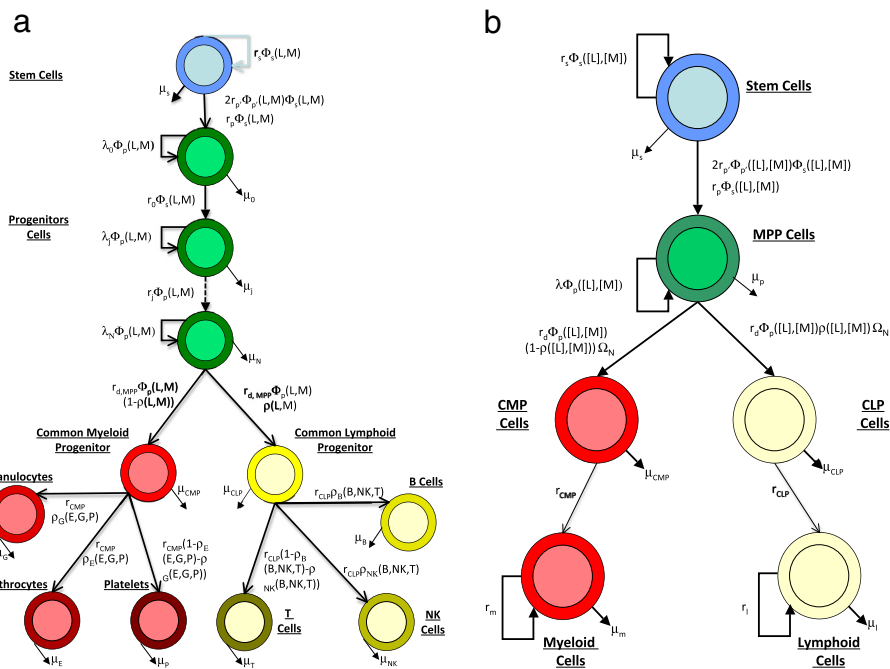 a
r_sΦ_s(L,M)
Stem Cells
μ_s
2r_p'Φ_p'(L,M)Φ_s(L,M)
r_pΦ_s(L,M)
λ_0Φ_p(L,M)
μ_0
r_0Φ_s(L,M)
Progenitors
Cells
λ_jΦ_p(L,M)
μ_j
r_jΦ_p(L,M)
λ_NΦ_p(L,M)
μ_N
r_d,MPPΦ_p(L,M)
(1-ρ(L,M))
r_d, MPPΦ_p(L,M)
ρ(L,M)
Common Myeloid
Progenitor
Common Lymphoid
Progenitor
anulocytes
μ_CMP
μ_CLP
r_CLPρ_B(B,NK,T)
B Cells
r_CMP
ρ_G(E,G,P)
μ_G
μ_B
r_CMP
ρ_E(E,G,P)
r_CMP(1-ρ_E
(E,G,P)-ρ
_G(E,G,P))
r_CLP(1-ρ_B
(B,NK,T)-ρ
_NK(B,NK,T))
r_CLPρ_NK(B,NK,T)
throcytes
Platelets
T
Cells
NK
Cells
μ_E
μ_P
μ_T
μ_NK
b
r_sΦ_s([L],[M])
Stem Cells
μ_s
2r_p'Φ_p'([L],[M])Φ_s([L],[M])
r_pΦ_s([L],[M])
MPP Cells
λΦ_p([L],[M])
μ_p
r_dΦ_p([L],[M])
(1-ρ([L],[M]))Ω_N
r_dΦ_p([L],[M])ρ([L],[M])Ω_N
CMP
Cells
CLP
Cells
μ_CMP
μ_CLP
r_CMP
r_CLP
r_m
μ_m
r_l
μ_l
Myeloid
Cells
Lymphoid
Cells